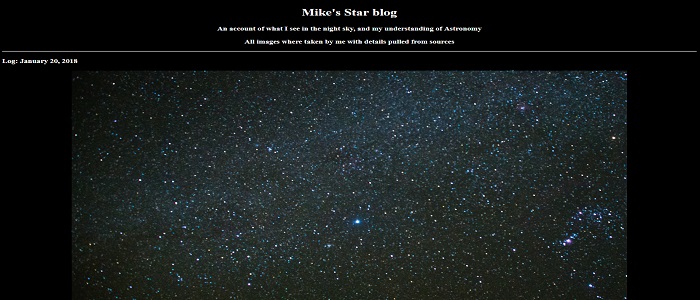 Mike's Star blog
An account of what I see in the night sky, and my understanding of Astronomy
All images where taken by me with details pulled from sources
Log: January 20, 2018